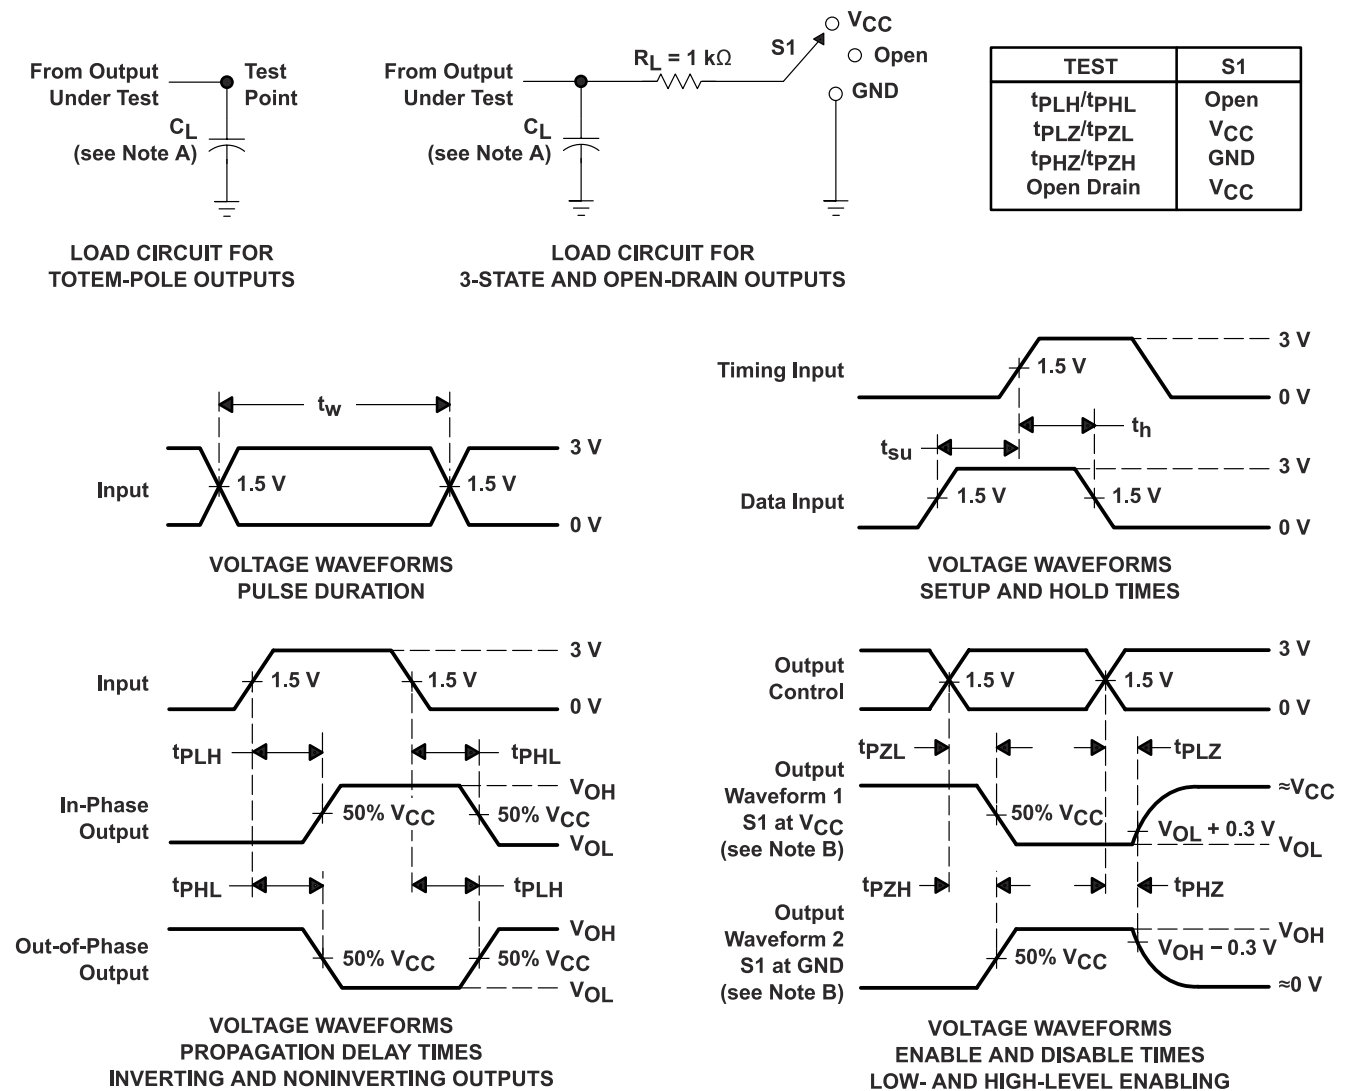 From Output
Under Test
Test
Point
CL
(see Note A)
LOAD CIRCUIT FOR
TOTEM-POLE OUTPUTS
From Output
Under Test
RL = 1 kΩ
S1
VCC
Open
GND
CL
(see Note A)
LOAD CIRCUIT FOR
3-STATE AND OPEN-DRAIN OUTPUTS
TEST S1
tPLH/tPHL Open
tPLZ/tPZL VCC
tPHZ/tPZH GND
Open Drain VCC
tw
Input
1.5 V
1.5 V
3 V
0 V
VOLTAGE WAVEFORMS
PULSE DURATION
Timing Input
1.5 V
3 V
0 V
tsu
th
Data Input
1.5 V
1.5 V
3 V
0 V
VOLTAGE WAVEFORMS
SETUP AND HOLD TIMES
Input
1.5 V
1.5 V
3 V
0 V
tPLH
tPHL
In-Phase
Output
50% VCC
50% VCC
VOH
VOL
tPHL
tPLH
Out-of-Phase
Output
50% VCC
50% VCC
VOH
VOL
VOLTAGE WAVEFORMS
PROPAGATION DELAY TIMES
INVERTING AND NONINVERTING OUTPUTS
Output
Control
1.5 V
1.5 V
3 V
0 V
tPZL
tPLZ
Output
Waveform 1
S1 at VCC
(see Note B)
50% VCC
≈VCC
VOL + 0.3 V
VOL
tPZH
tPHZ
Output
Waveform 2
S1 at GND
(see Note B)
50% VCC
VOH
VOH − 0.3 V
≈0 V
VOLTAGE WAVEFORMS
ENABLE AND DISABLE TIMES
LOW- AND HIGH-LEVEL ENABLING